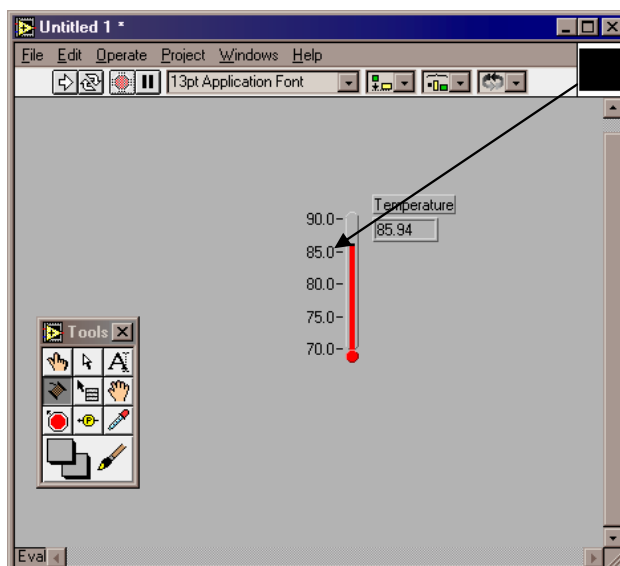 Untitled 1 *
File Edit Operate Project Windows Help
13pt Application Font
Temperature
90.0
85.94
85.0
80.0
75.0
70.0
Tools
A
P
Eval